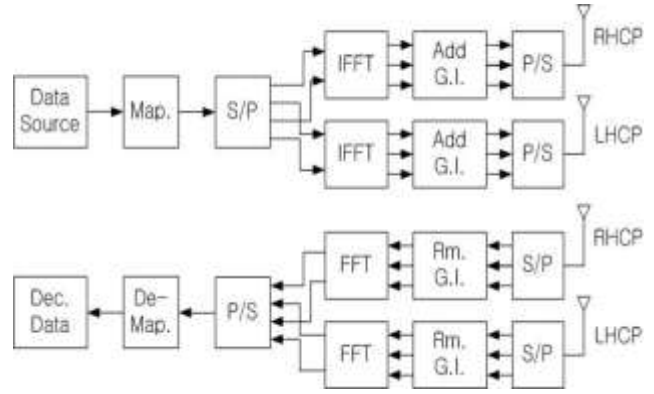 RHCP
IFFT
Add
G.I.
P/S
Data
Source
Map.
S/P
LHCP
IFFT
Add
G.I.
P/S
RHCP
FFT
Rm.
G.I.
S/P
Dec.
Data
De-
Map.
P/S
LHCP
FFT
Rm.
G.I.
S/P